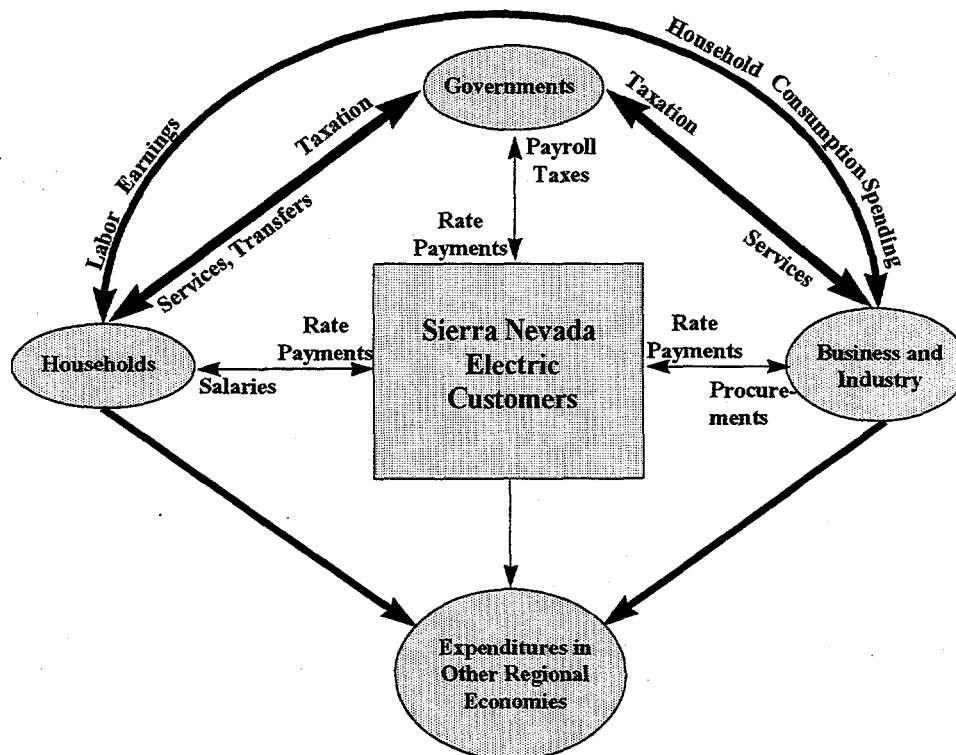 Household Consumption Spending
Labor Earnings
Governments
Taxation
Taxation
Services, Transfers
Services
Payroll
Taxes
Rate
Payments
Sierra Nevada
Electric
Customers
Households
Rate
Payments
Salaries
Rate
Payments
Procure-
ments
Business and
Industry
Expenditures in
Other Regional
Economies